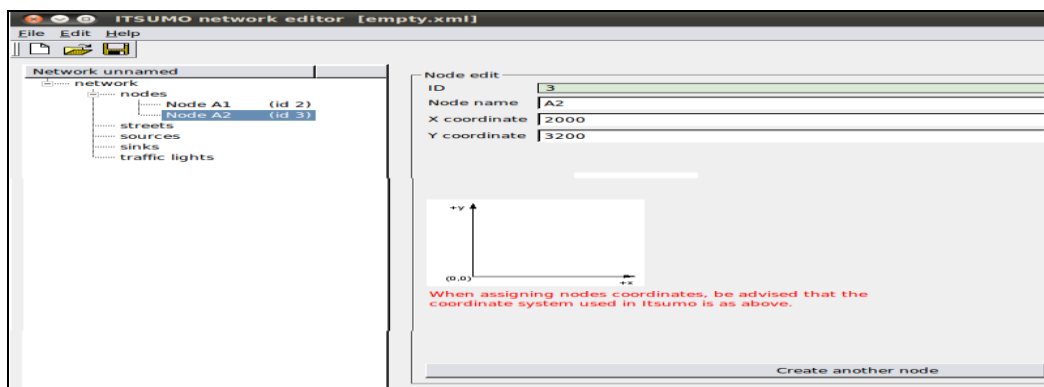 ITSUMO network editor [empty.xml]
File Edit Help
Network unnamed
network
nodes
Node A1 (id 2)
Node A2 (id 3)
streets
sources
sinks
traffic lights
Node edit
ID 3
Node name A2
X coordinate 2000
Y coordinate 3200
+y
(0,0)
+x
When assigning nodes coordinates, be advised that the
coordinate system used in Itsumo is as above.
Create another node